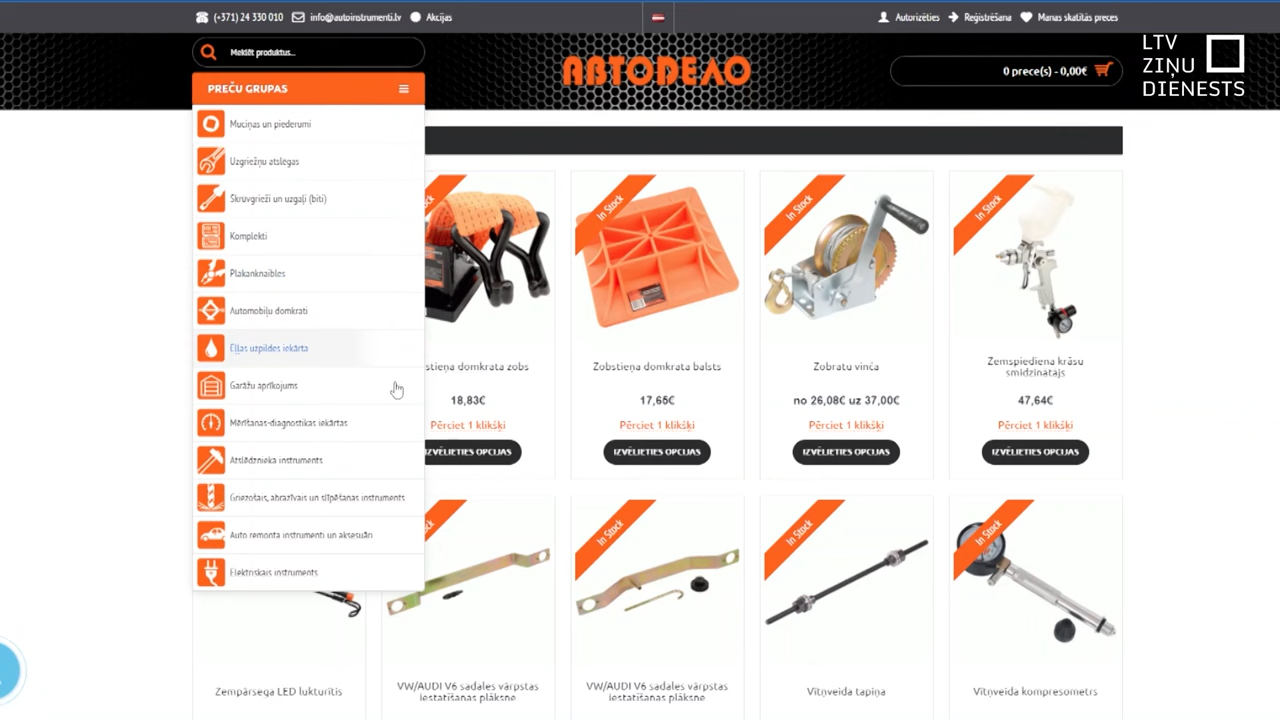 (+371) 24 330 010
info@autoinstrumenti.lv
Akcijas
Autorizēties
Reģistrēšana
Manas skatītās preces
Meklēt produktus...
АВТОДЕЛО
0 prece(s) - 0,00€
LTV
ZIŅU
DIENESTS
PREČU GRUPAS
Muciņas un piederumi
Uzgriežņu atslēgas
Skrūvgrieži un uzgaļi (biti)
Komplekti
Plakanknaibles
Automobiļu domkrati
Eļļas uzpildes iekārta
Garāžu aprīkojums
Mērīšanas-diagnostikas iekārtas
Atslēdznieka instruments
Griezošais, abrazīvais un slīpēšanas instruments
Auto remonta instrumenti un aksesuāri
Elektriskais instruments
In Stock
In Stock
In Stock
domkrata zobs
18,83€
Pērciet 1 klikšķi
IZVĒLIETIES OPCIJAS
Zobstieņa domkrata balsts
17,65€
Pērciet 1 klikšķi
IZVĒLIETIES OPCIJAS
Zobratu vinča
no 26,08€ uz 37,00€
Pērciet 1 klikšķi
IZVĒLIETIES OPCIJAS
Zemspiediena krāsu
smidzinātājs
47,64€
Pērciet 1 klikšķi
IZVĒLIETIES OPCIJAS
In Stock
In Stock
In Stock
Zempārsega LED lukturītis
VW/AUDI V6 sadales vārpstas
iestatīšanas plāksne
VW/AUDI V6 sadales vārpstas
iestatīšanas plāksne
Vītņveida tapiņa
Vītņveida kompresometrs